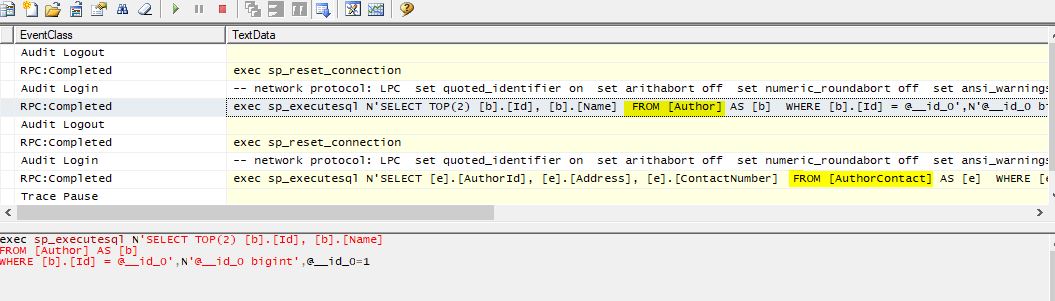 EventClass TextData
Audit Logout
RPC:Completed exec sp_reset_connection
Audit Login -- network protocol: LPC set quoted_identifier on set arithabort off set numeric_roundabort off set ansi_warnings
RPC:Completed exec sp_executesql N'SELECT TOP(2) [b].[Id], [b].[Name] FROM [Author] AS [b] WHERE [b].[Id] = @__id_0',N'@__id_0 bi
Audit Logout
RPC:Completed exec sp_reset_connection
Audit Login -- network protocol: LPC set quoted_identifier on set arithabort off set numeric_roundabort off set ansi_warnings
RPC:Completed exec sp_executesql N'SELECT [e].[AuthorId], [e].[Address], [e].[ContactNumber] FROM [AuthorContact] AS [e] WHERE [e
Trace Pause
exec sp_executesql N'SELECT TOP(2) [b].[Id], [b].[Name]
FROM [Author] AS [b]
WHERE [b].[Id] = @__id_0',N'@__id_0 bigint',@__id_0=1